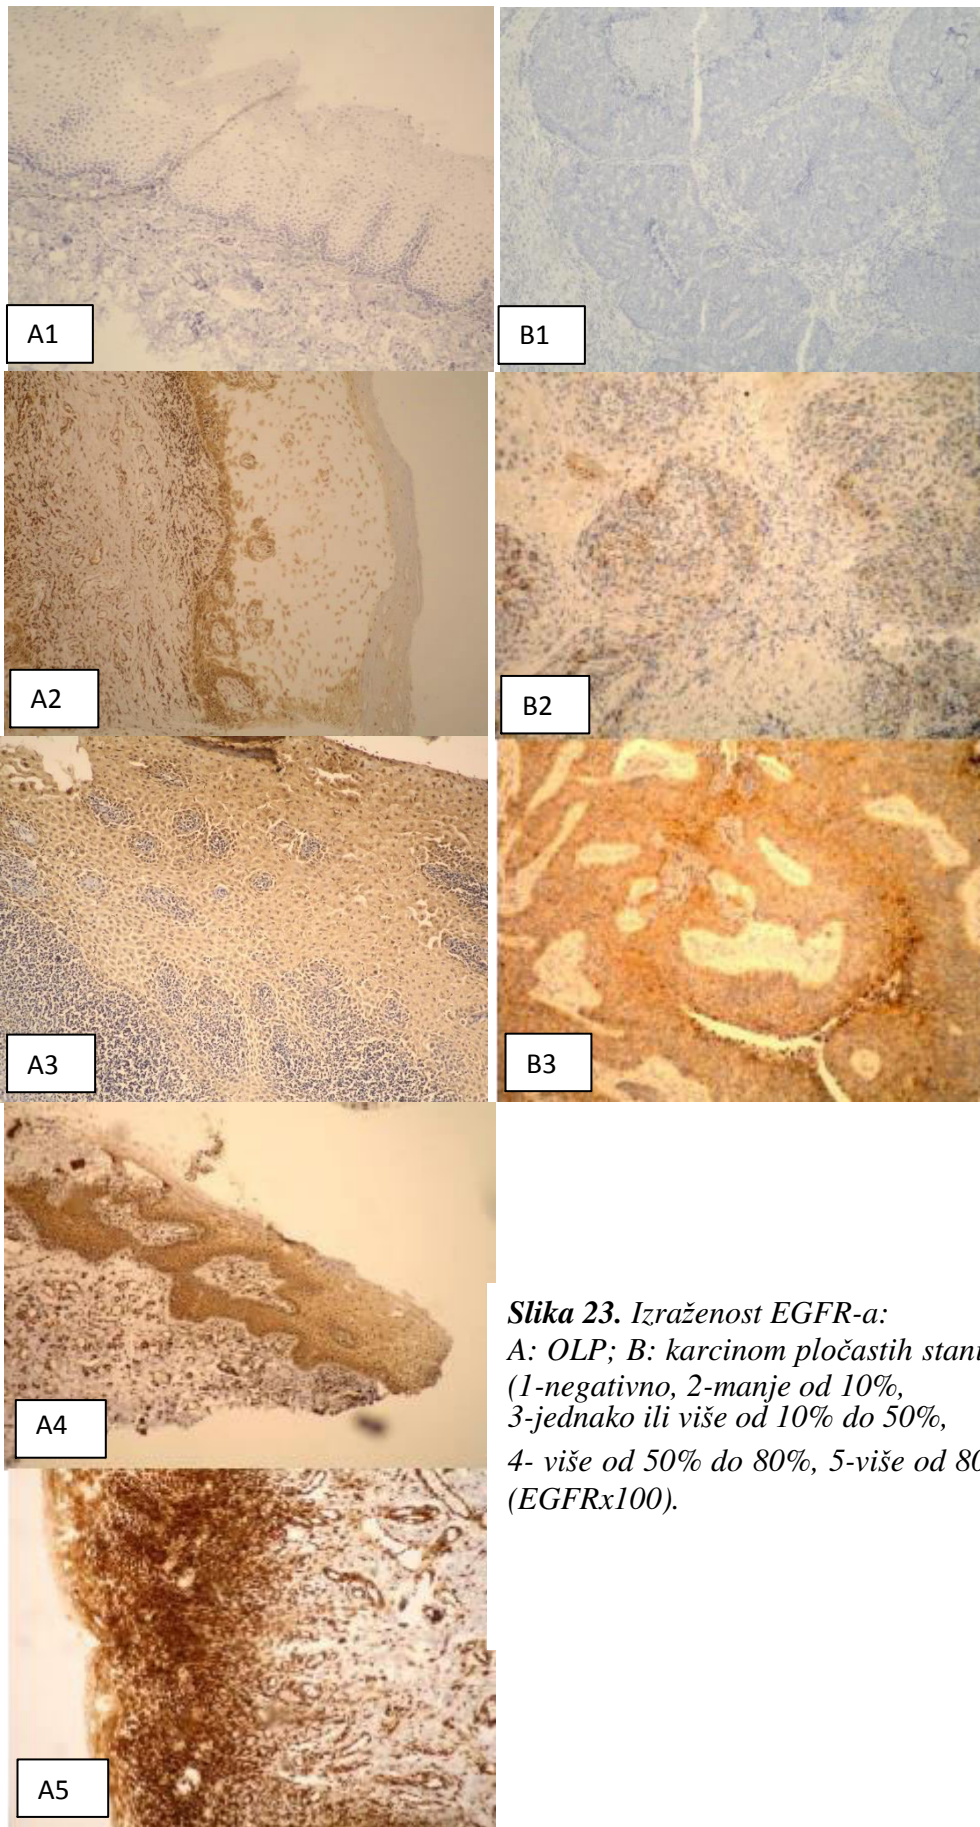 A1
B1
A2
B2
A3
B3
A4
A5
Slika 23. Izraženost EGFR-a:
A: OLP; B: karcinom pločastih
(1-negativno, 2-manje od 10%,
3-jednako ili više od 10% do 50%,
4- više od 50% do 80%, 5-više od
(EGFRx100).